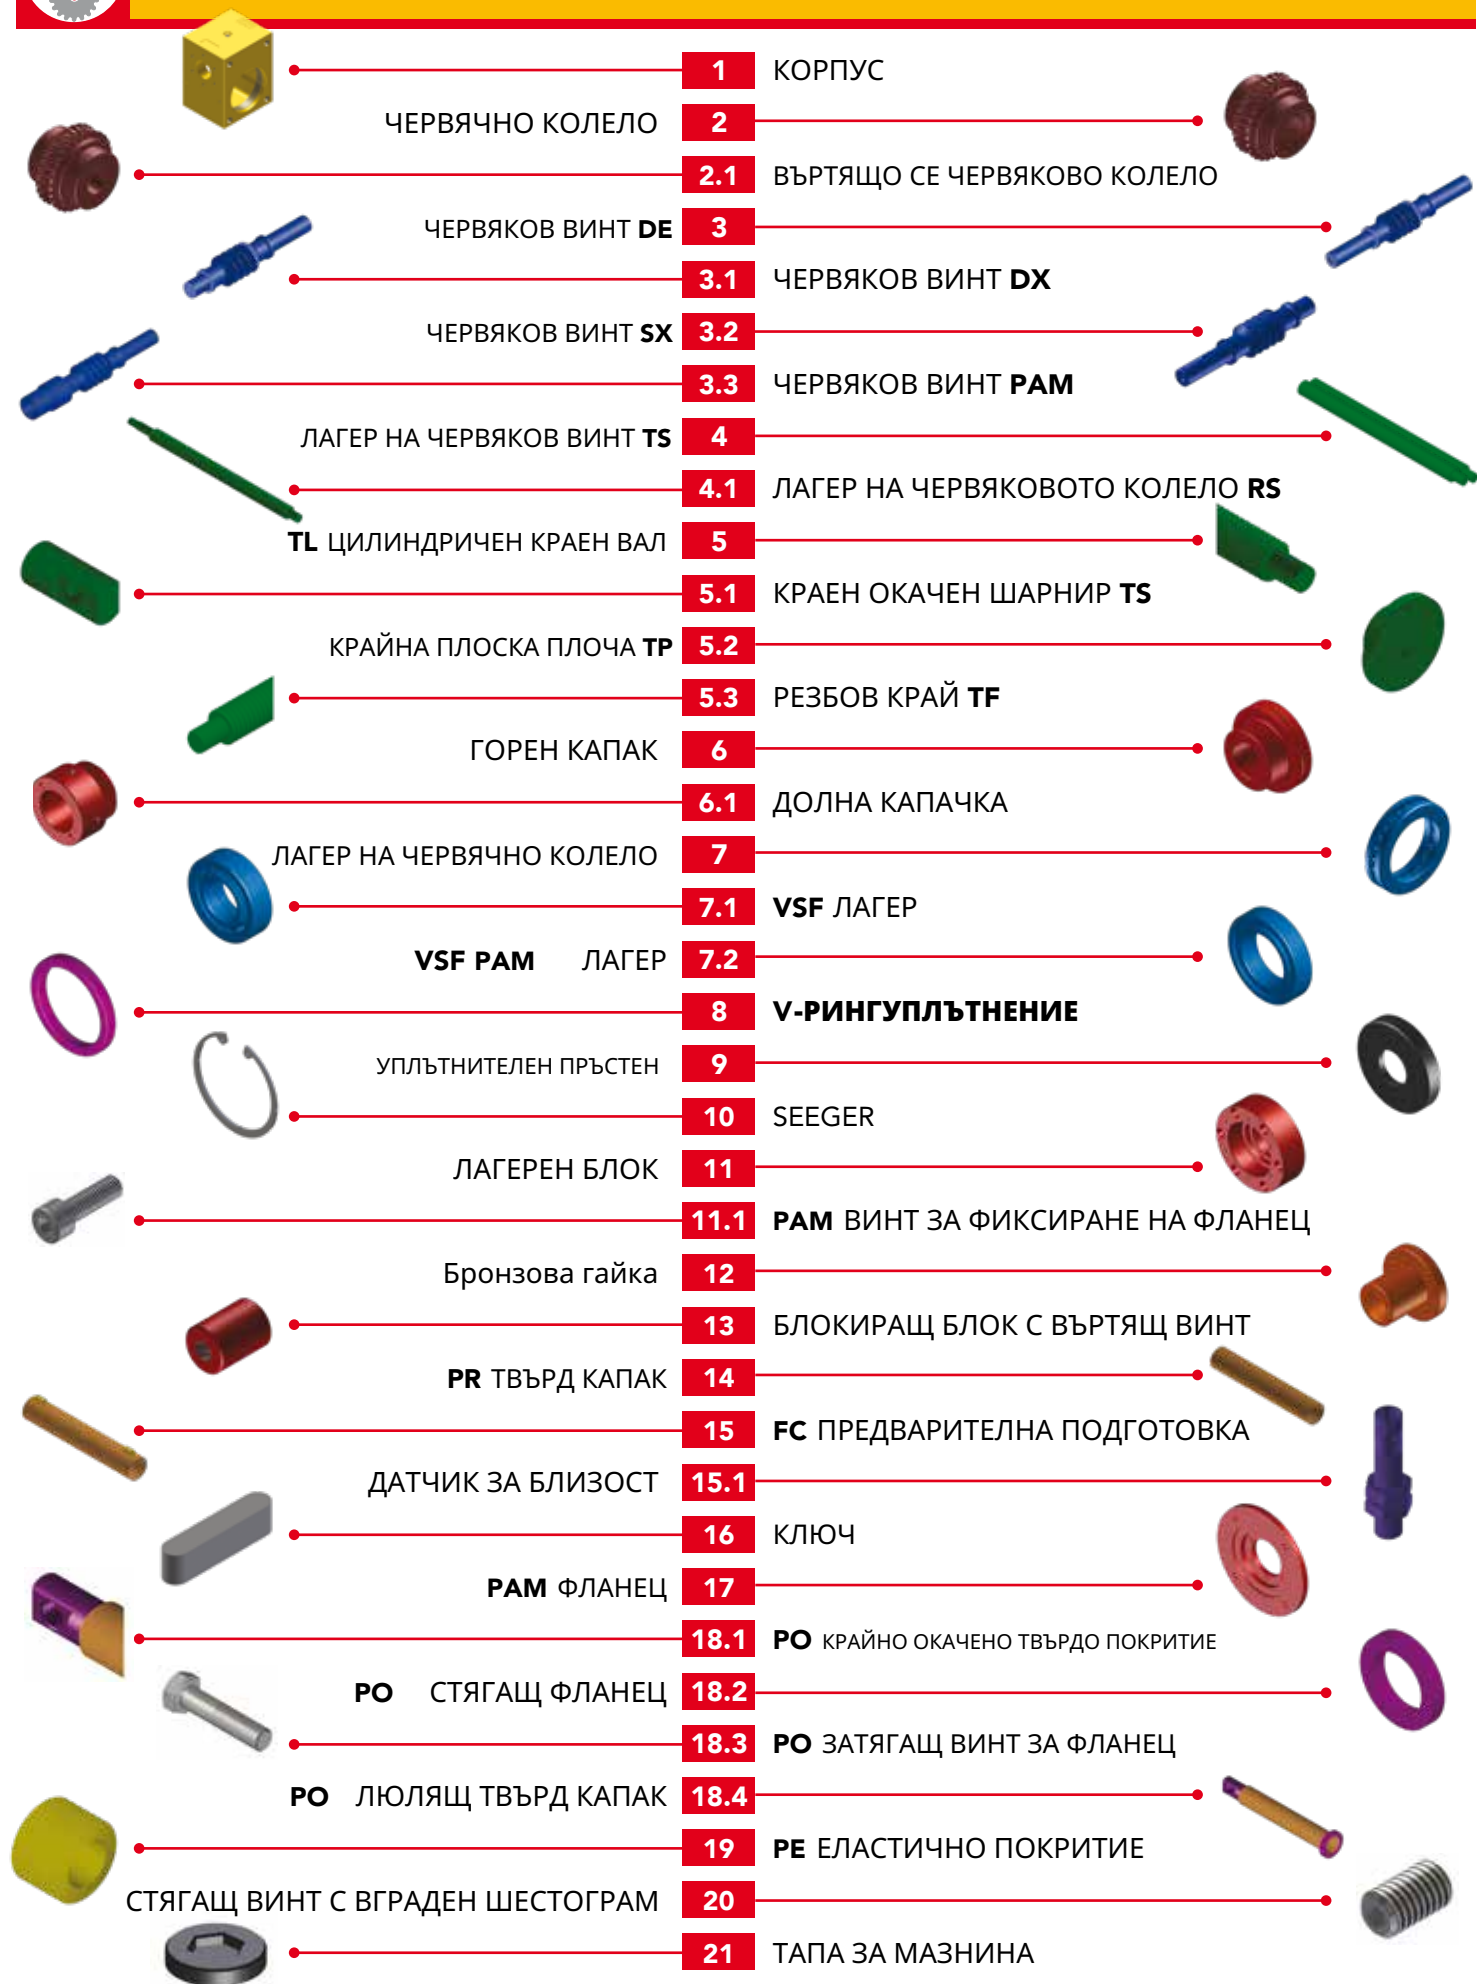 1 КОРПУС
ЧЕРВЯЧНО КОЛЕЛО 2
2.1 ВЪРТЯЩО СЕ ЧЕРВЯКОВО КОЛЕЛО
ЧЕРВЯКОВ ВИНТ DE 3
3.1 ЧЕРВЯКОВ ВИНТ DX
ЧЕРВЯКОВ ВИНТ SX 3.2
3.3 ЧЕРВЯКОВ ВИНТ PAM
ЛАГЕР НА ЧЕРВЯКОВ ВИНТ TS 4
4.1 ЛАГЕР НА ЧЕРВЯКОВОТО КОЛЕЛО RS
TL ЦИЛИНДРИЧЕН КРАЕН ВАЛ 5
5.1 КРАЕН ОКАЧЕН ШАРНИР TS
КРАЙНА ПЛОСКА ПЛОЧА TP 5.2
5.3 РЕЗБОВ КРАЙ TF
ГОРЕН КАПАК 6
6.1 ДОЛНА КАПАЧКА
ЛАГЕР НА ЧЕРВЯЧНО КОЛЕЛО 7
7.1 VSF ЛАГЕР
VSF PAM ЛАГЕР 7.2
8 V-РИНГУПЛЪТНЕНИЕ
УПЛЪТНИТЕЛЕН ПРЪСТЕН 9
10 SEEGER
ЛАГЕРЕН БЛОК 11
11.1 PAM ВИНТ ЗА ФИКСИРАНЕ НА ФЛАНЕЦ
Бронзова гайка 12
13 БЛОКИРАЩ БЛОК С ВЪРТЯЩ ВИНТ
PR ТВЪРД КАПАК 14
15 FC ПРЕДВАРИТЕЛНА ПОДГОТОВКА
ДАТЧИК ЗА БЛИЗОСТ 15.1
16 КЛЮЧ
PAM ФЛАНЕЦ 17
18.1 PO КРАЙНО ОКАЧЕНО ТВЪРДО ПОКРИТИЕ
PO СТЯГАЩ ФЛАНЕЦ 18.2
18.3 PO ЗАТЯГАЩ ВИНТ ЗА ФЛАНЕЦ
PO ЛЮЛЯЩ ТВЪРД КАПАК 18.4
19 PE ЕЛАСТИЧНО ПОКРИТИЕ
СТЯГАЩ ВИНТ С ВГРАДЕН ШЕСТОГРАМ 20
21 ТАПА ЗА МАЗНИНА